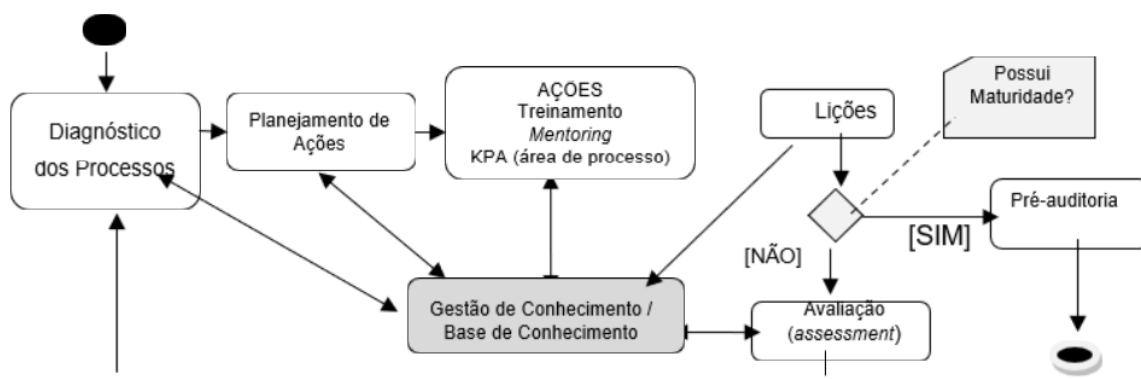 Diagnóstico
dos Processos
Planejamento de
Ações
AÇÕES
Treinamento
Mentoring
KPA (área de processo)
Lições
Possui
Maturidade?
Pré-auditoria
[SIM]
[NÃO]
Gestão de Conhecimento /
Base de Conhecimento
Avaliação
(assessment)